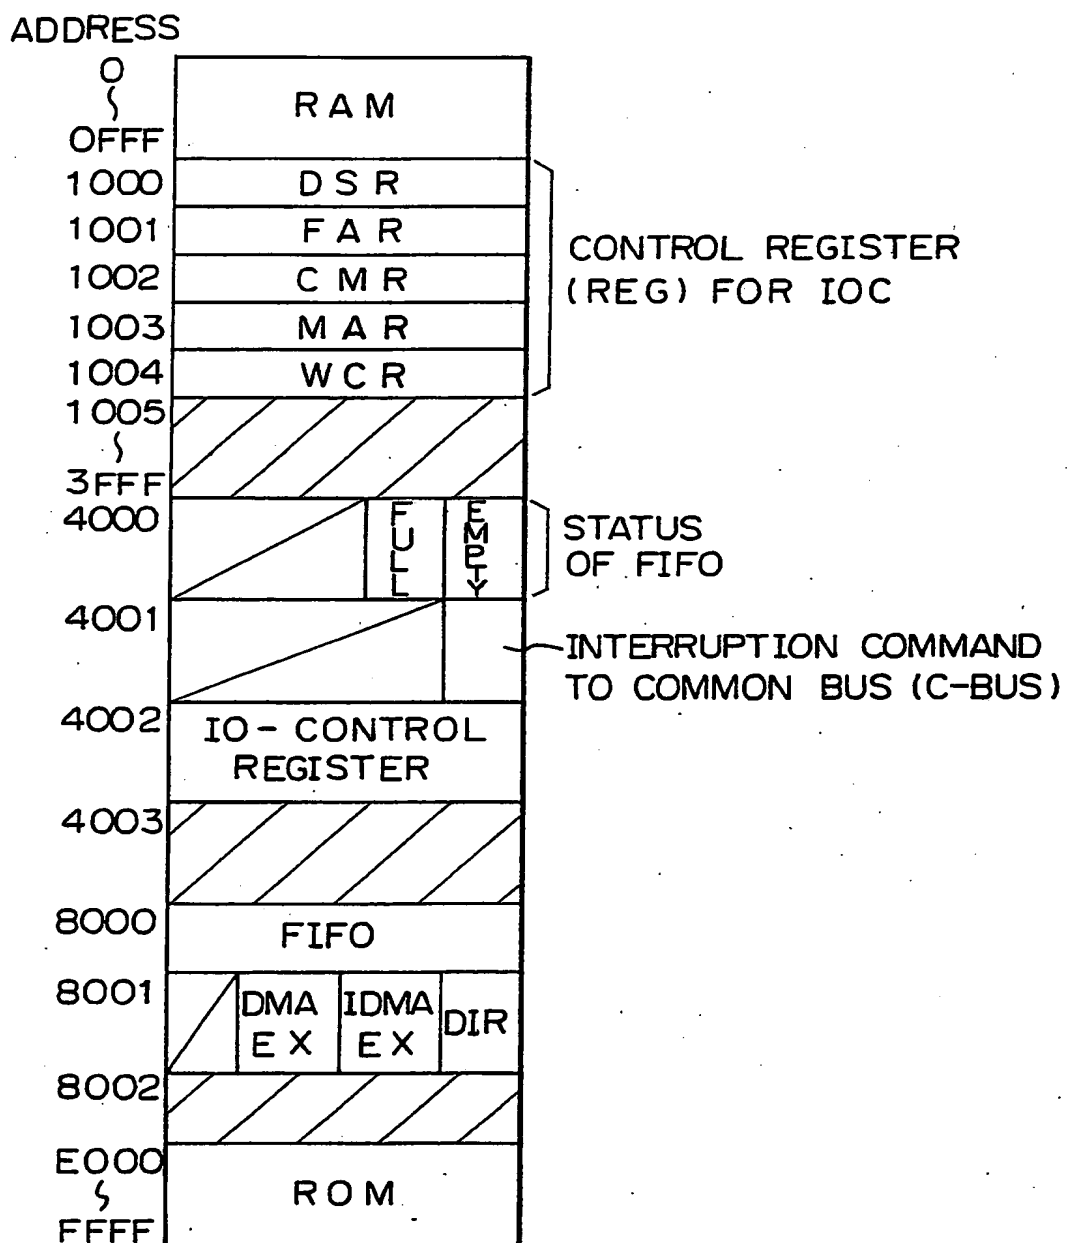 ADDRESS
0
~
0FFF
RAM
1000
DSR
1001
FAR
1002
CMR
1003
MAR
1004
WCR
CONTROL REGISTER
(REG) FOR IOC
1005
~
3FFF
4000
FULL
EMPTY
STATUS
OF FIFO
4001
INTERRUPTION COMMAND
TO COMMON BUS (C-BUS)
4002
IO-CONTROL
REGISTER
4003
8000
FIFO
8001
DMA
EX
IDMA
EX
DIR
8002
E000
~
FFFF
ROM